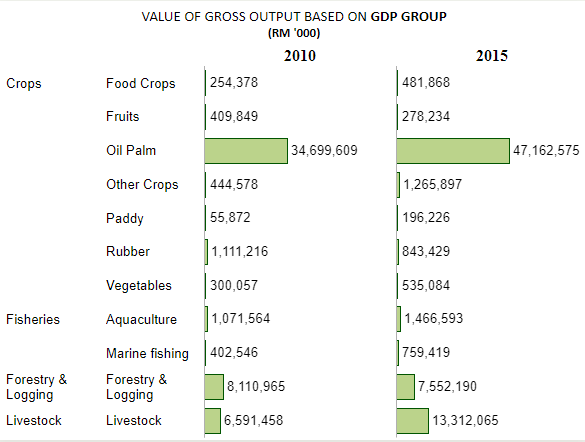 VALUE OF GROSS OUTPUT BASED ON GDP GROUP
(RM '000)
2010 2015
Crops Food Crops 254,378 481,868
Fruits 409,849 278,234
Oil Palm 34,699,609 47,162,575
Other Crops 444,578 1,265,897
Paddy 55,872 196,226
Rubber 1,111,216 843,429
Vegetables 300,057 535,084
Fisheries Aquaculture 1,071,564 1,466,593
Marine fishing 402,546 759,419
Forestry & Forestry &
Logging Logging 8,110,965 7,552,190
Livestock Livestock 6,591,458 13,312,065